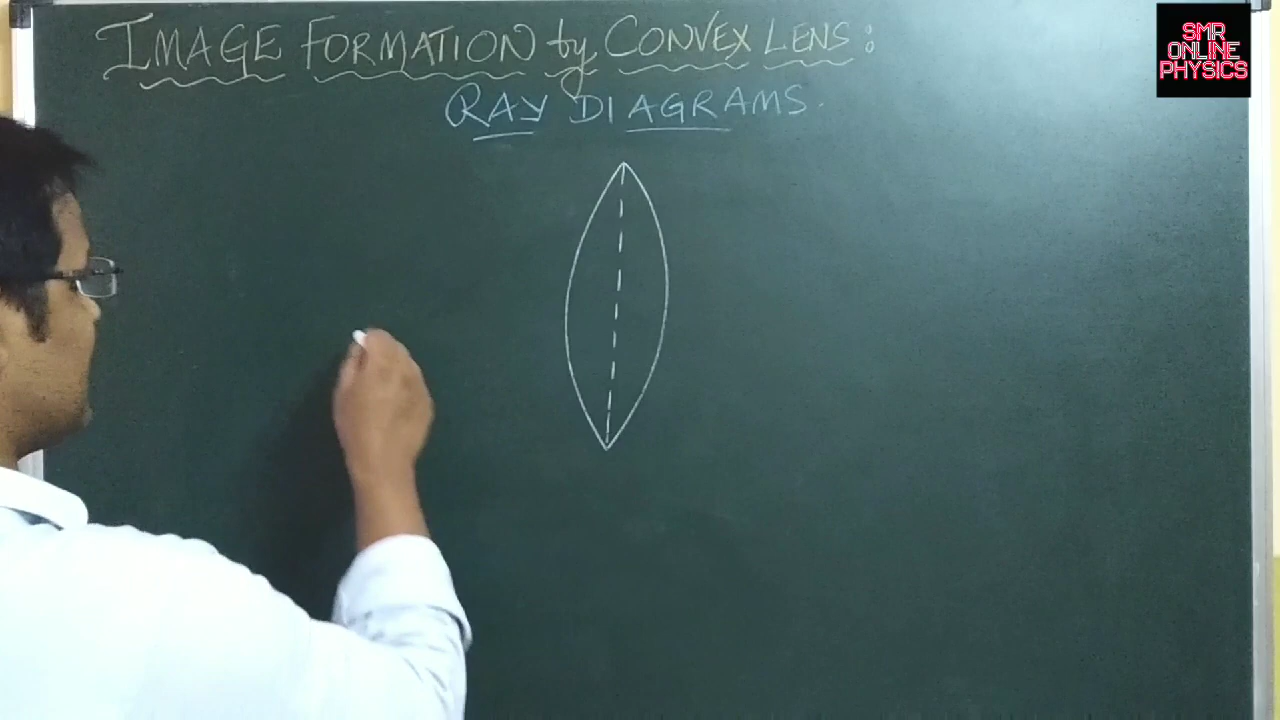 IMAGE FORMATION by CONVEX LENS:
RAY DIAGRAMS.
SMR
ONLINE
PHYSICS